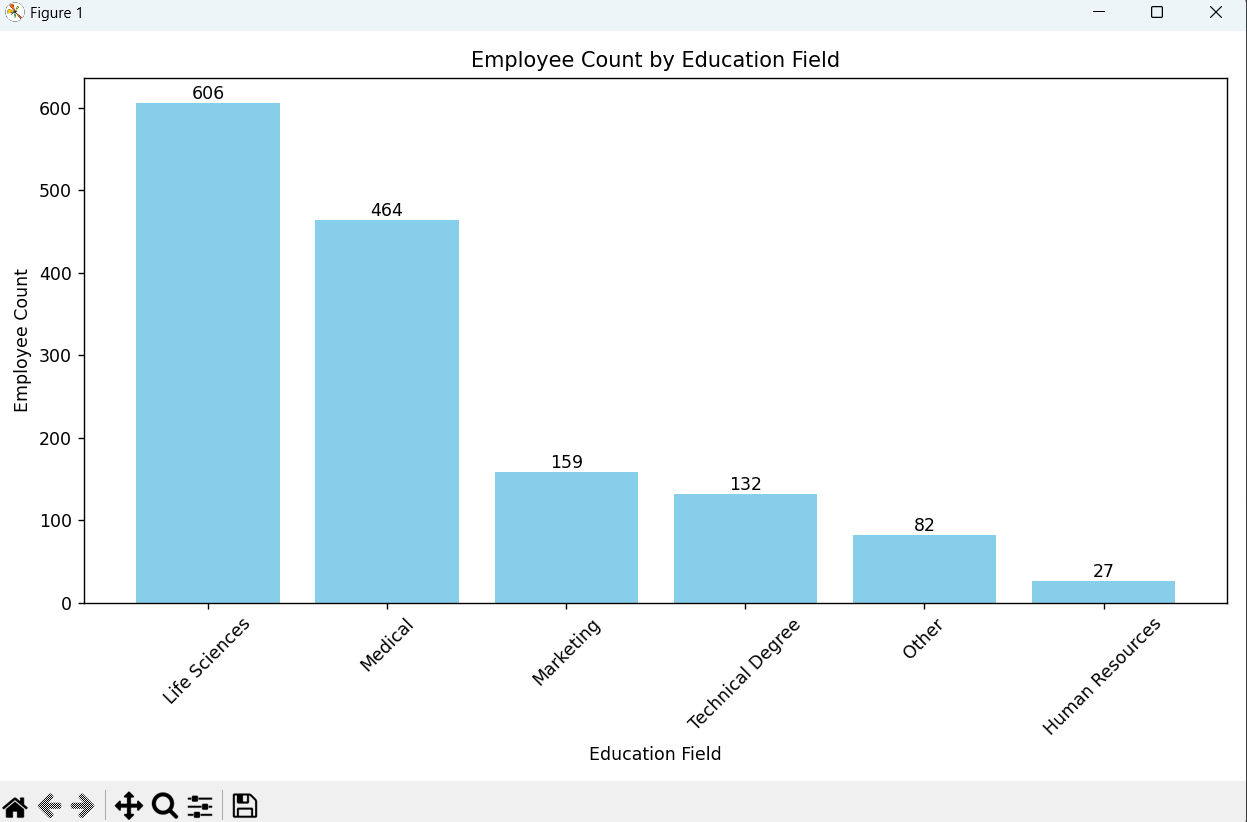 Figure 1
Employee Count by Education Field
Employee Count
600
500
400
300
200
100
0
606
464
159
132
82
27
Life Sciences
Medical
Marketing
Technical Degree
Other
Human Resources
Education Field